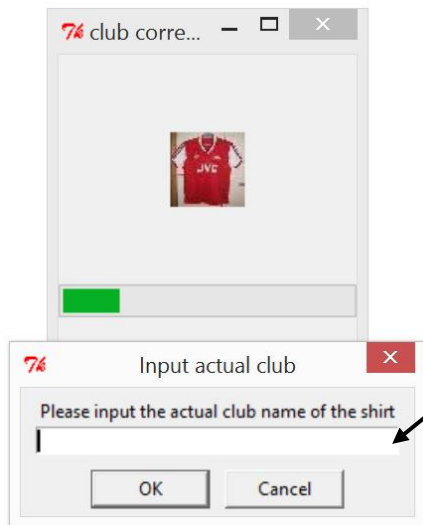 club corre...
JVC
Input actual club
Please input the actual club name of the shirt
OK
Cancel